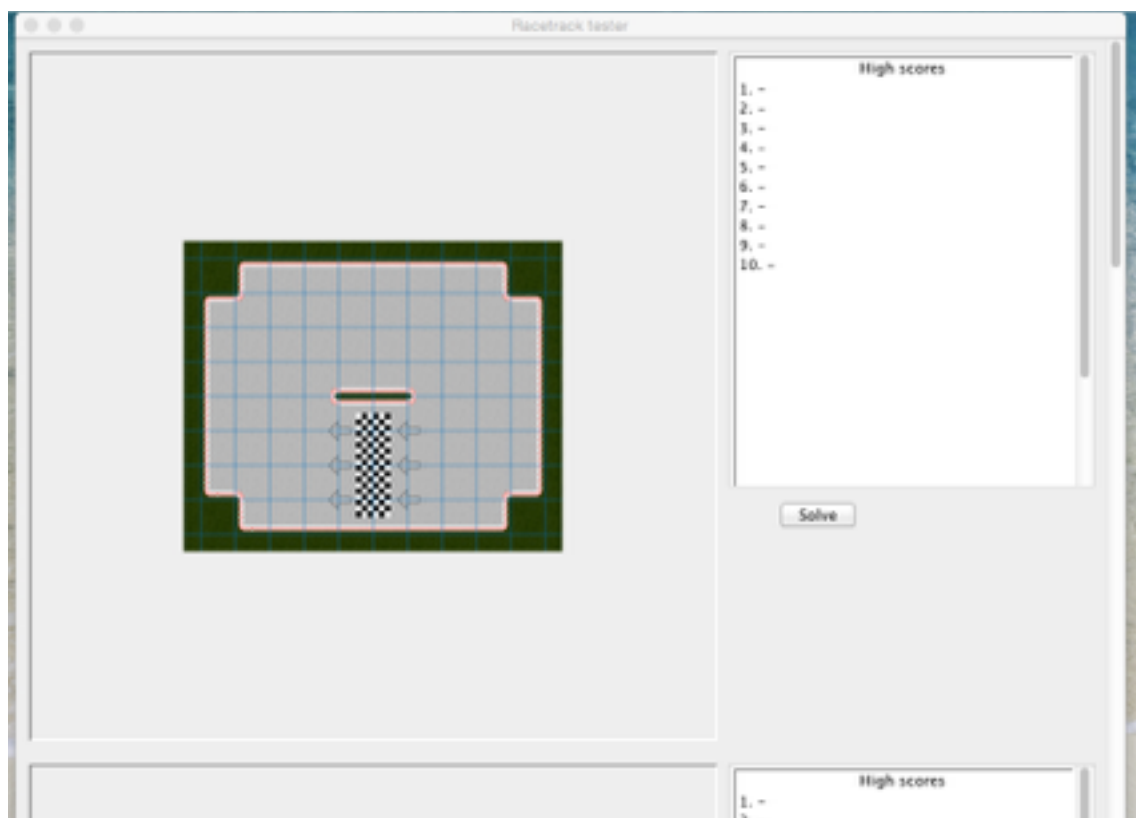 Racetrack tester
High scores
1. -
2. -
3. -
4. -
5. -
6. -
7. -
8. -
9. -
10. -
Solve
High scores
1. -